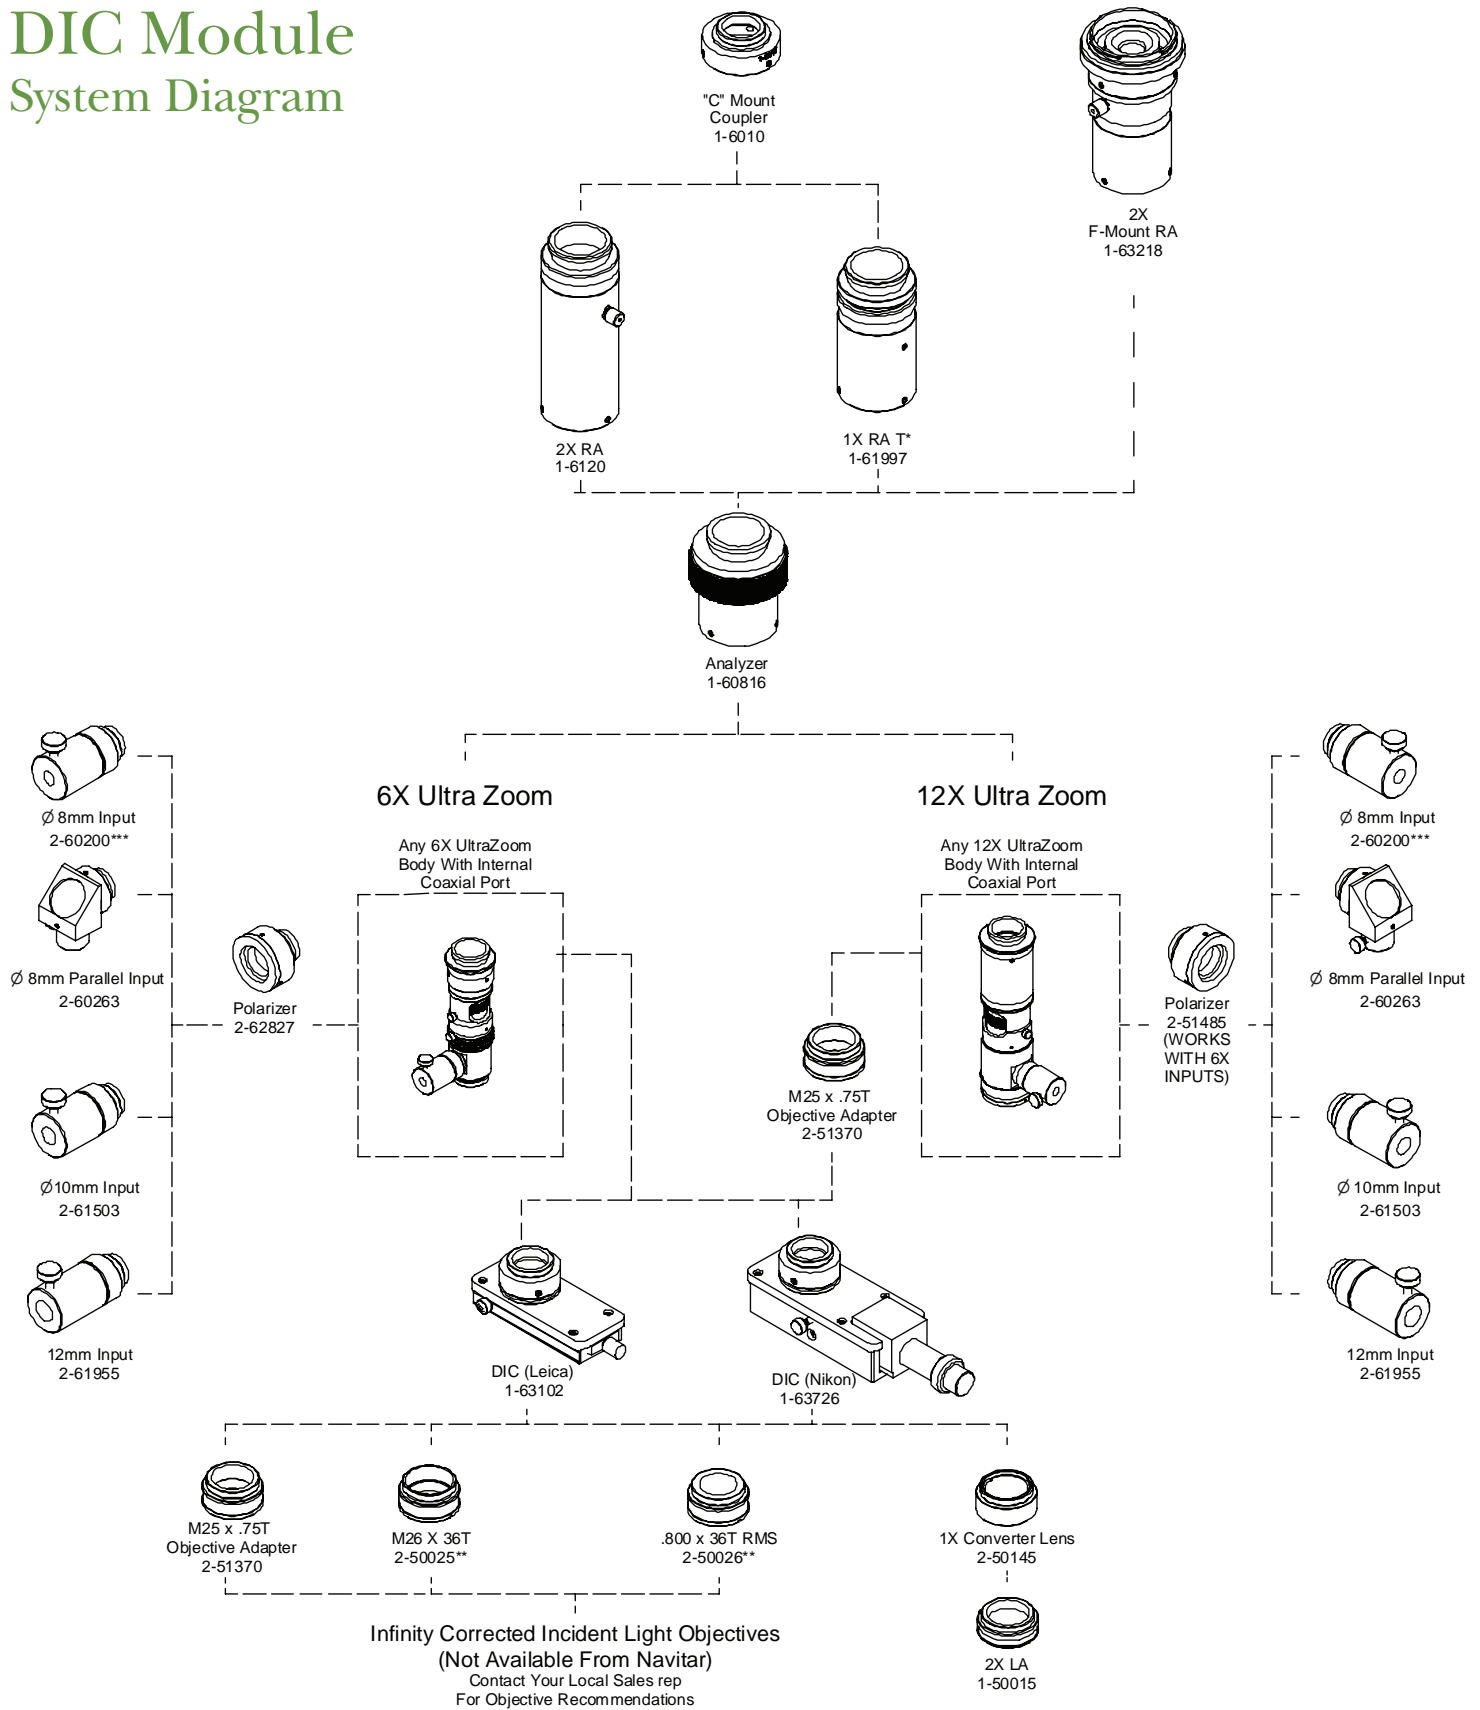 DIC Module
System Diagram
"C" Mount
Coupler
1-6010
2X
F-Mount RA
1-63218
2X RA
1-6120
1X RA T*
1-61997
Analyzer
1-60816
6X Ultra Zoom
Any 6X UltraZoom
Body With Internal
Coaxial Port
12X Ultra Zoom
Any 12X UltraZoom
Body With Internal
Coaxial Port
Ø 8mm Input
2-60200***
Ø 8mm Parallel Input
2-60263
Polarizer
2-62827
Ø10mm Input
2-61503
12mm Input
2-61955
M25 x .75T
Objective Adapter
2-51370
Polarizer
2-51485
(WORKS
WITH 6X
INPUTS)
Ø 8mm Input
2-60200***
Ø 8mm Parallel Input
2-60263
Ø 10mm Input
2-61503
12mm Input
2-61955
DIC (Leica)
1-63102
DIC (Nikon)
1-63726
M25 x .75T
Objective Adapter
2-51370
M26 X 36T
2-50025**
.800 x 36T RMS
2-50026**
1X Converter Lens
2-50145
2X LA
1-50015
Infinity Corrected Incident Light Objectives
(Not Available From Navitar)
Contact Your Local Sales rep
For Objective Recommendations